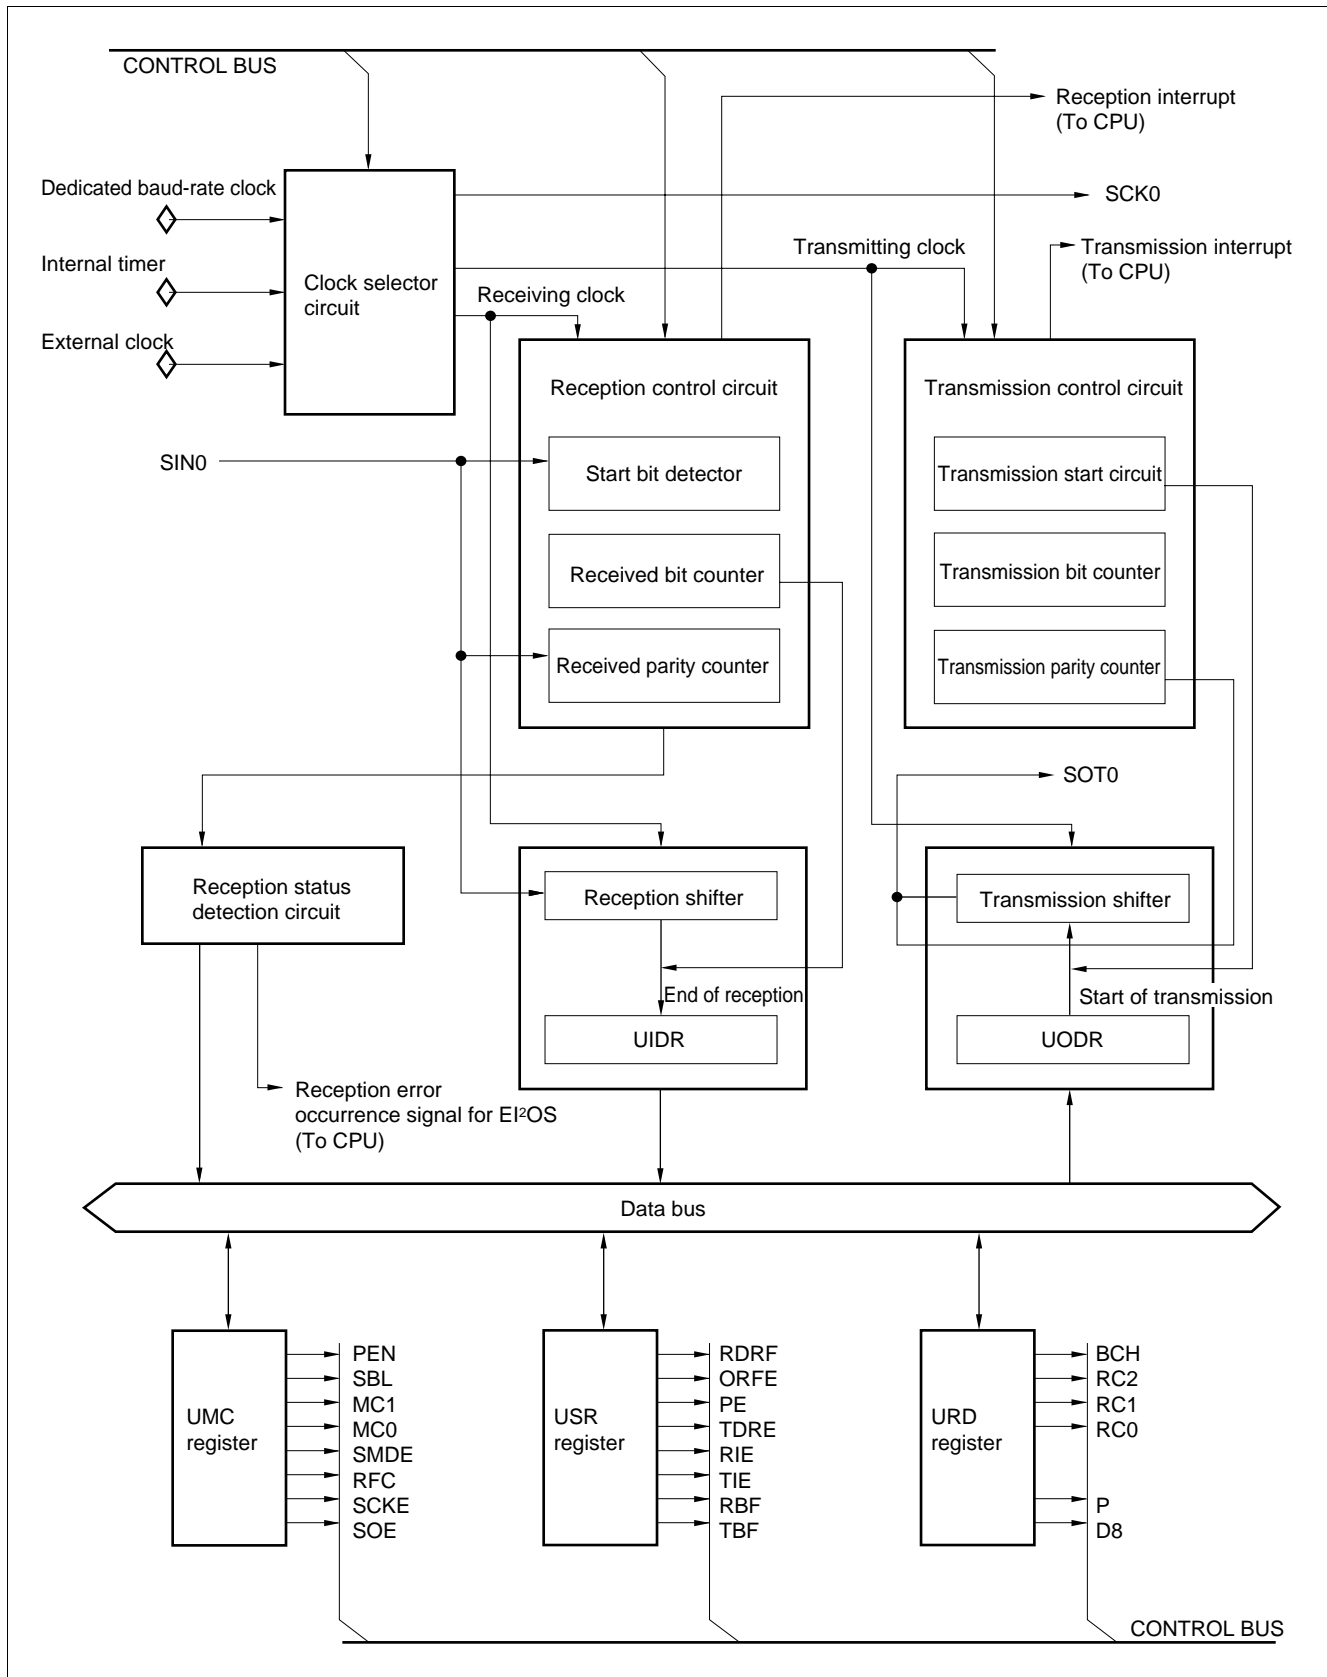 CONTROL BUS
Reception interrupt
(To CPU)
Dedicated baud-rate clock
SCK0
Transmitting clock
Transmission interrupt
(To CPU)
Internal timer
Clock selector
circuit
Receiving clock
External clock
Reception control circuit
Transmission control circuit
SIN0
Start bit detector
Transmission start circuit
Received bit counter
Transmission bit counter
Received parity counter
Transmission parity counter
SOT0
Reception status
detection circuit
Reception shifter
Transmission shifter
End of reception
Start of transmission
UIDR
UODR
Reception error
occurrence signal for EI²OS
(To CPU)
Data bus
UMC
register
PEN
SBL
MC1
MC0
SMDE
RFC
SCKE
SOE
USR
register
RDRF
ORFE
PE
TDRE
RIE
TIE
RBF
TBF
URD
register
BCH
RC2
RC1
RC0
P
D8
CONTROL BUS